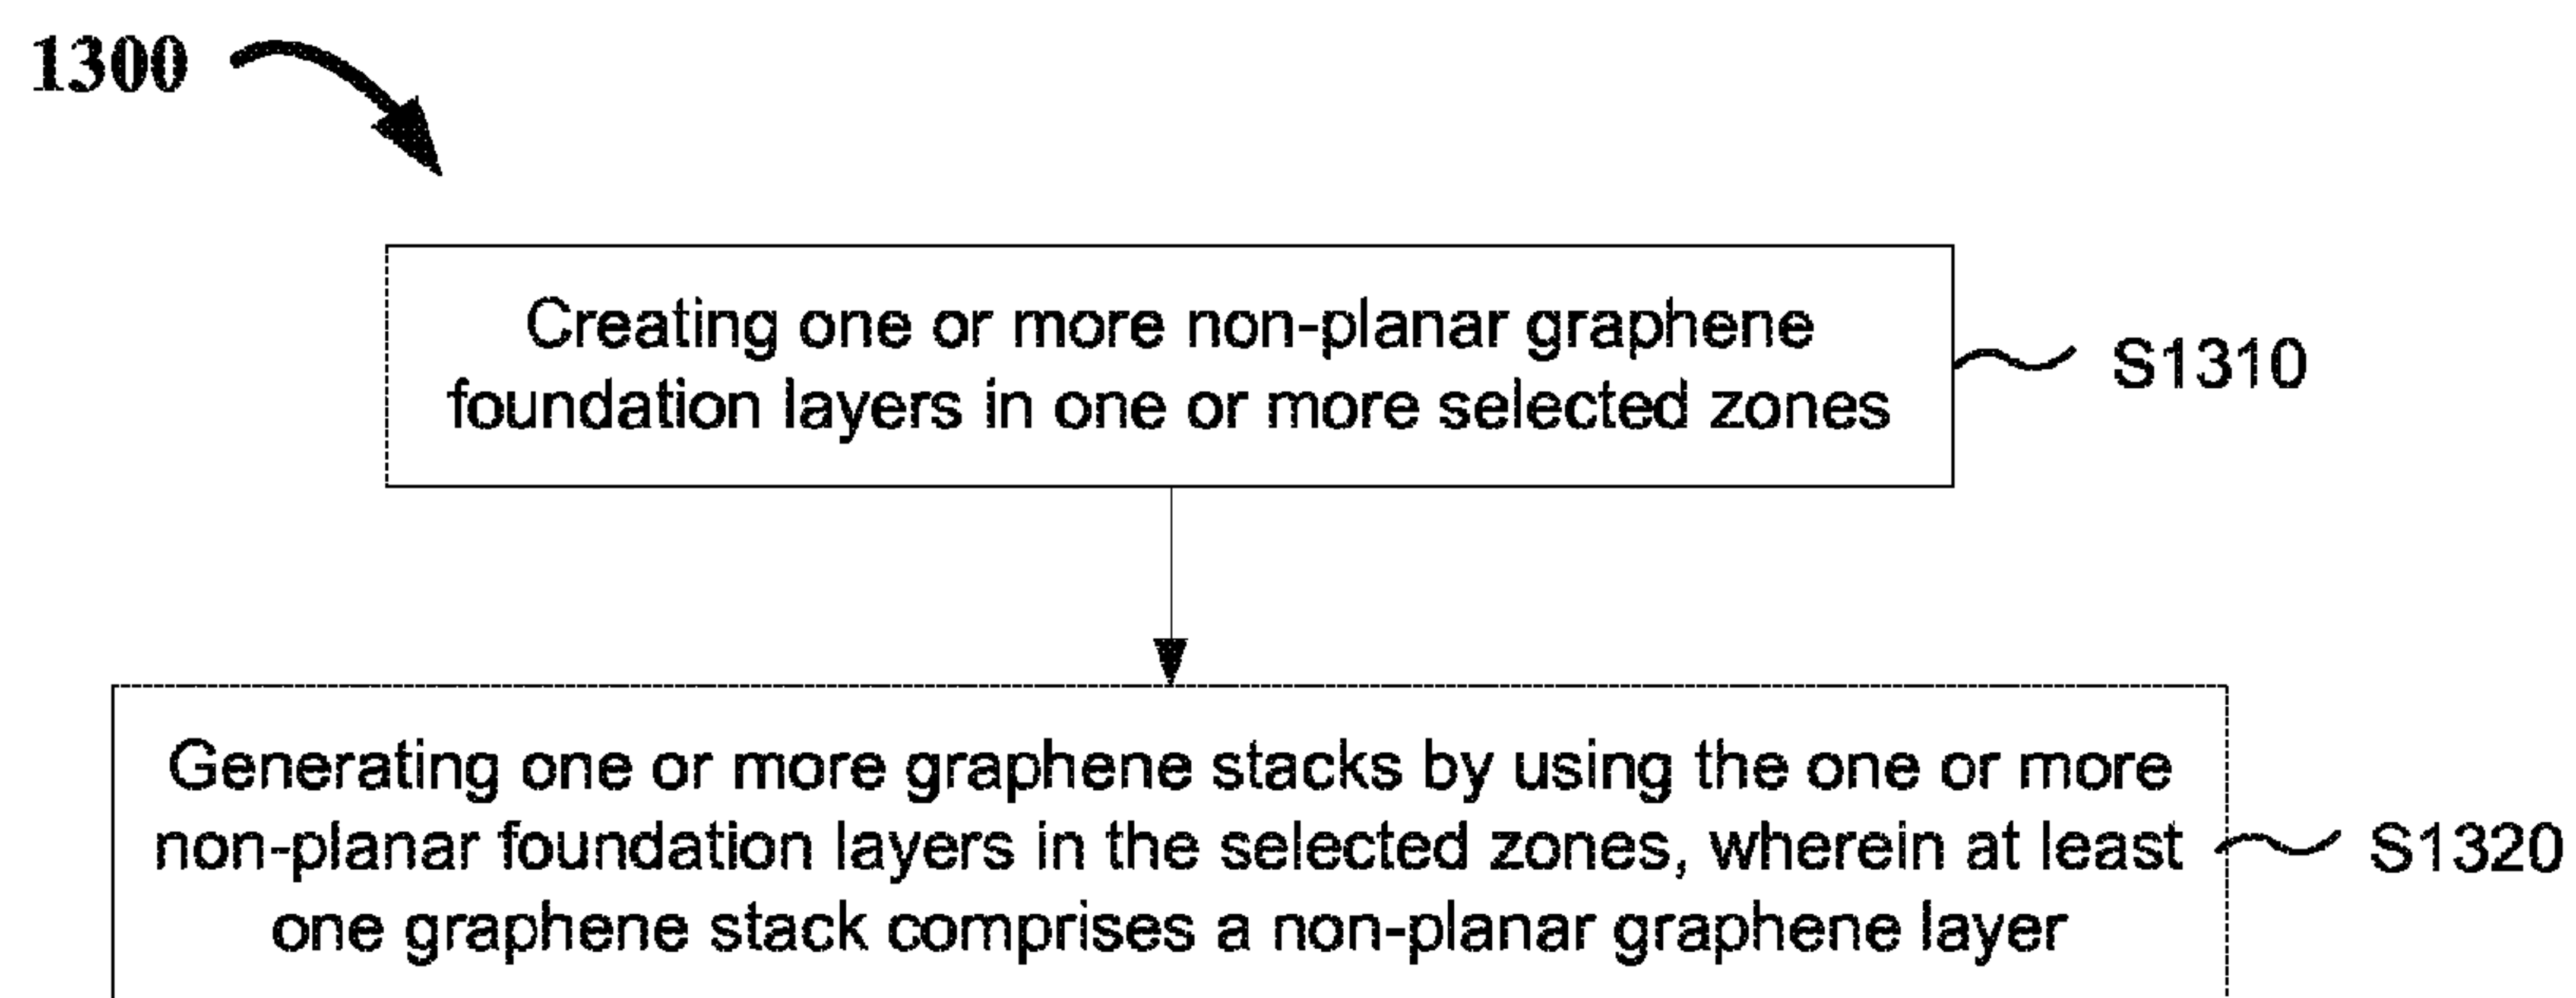 1300
Creating one or more non-planar graphene
foundation layers in one or more selected zones
S1310
Generating one or more graphene stacks by using the one or more
non-planar foundation layers in the selected zones, wherein at least
one graphene stack comprises a non-planar graphene layer
S1320